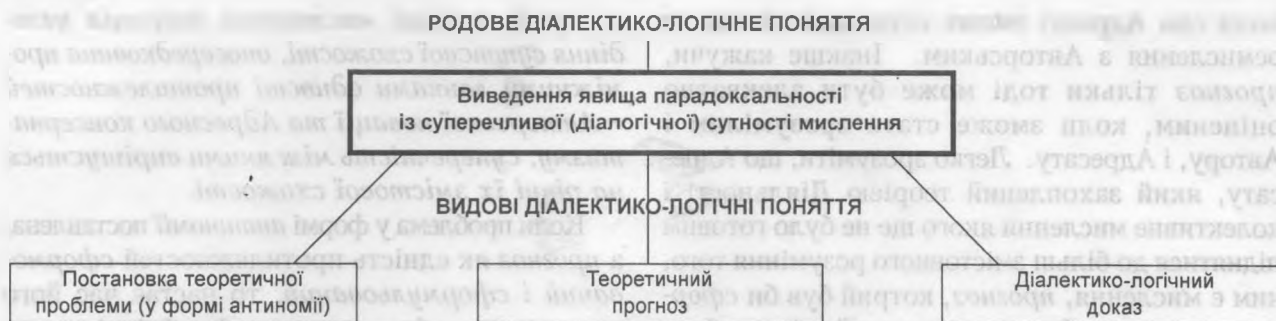 РОДОВЕ ДІАЛЕКТИКО-ЛОГІЧНЕ ПОНЯТТЯ
Виведення явища парадоксальності
із суперечливої (діалогічної) сутності мислення
ВИДОВІ ДІАЛЕКТИКО-ЛОГІЧНІ ПОНЯТТЯ
Постановка теоретичної
проблеми (у формі антиномії)
Теоретичний
прогноз
Діалектико-логічний
доказ